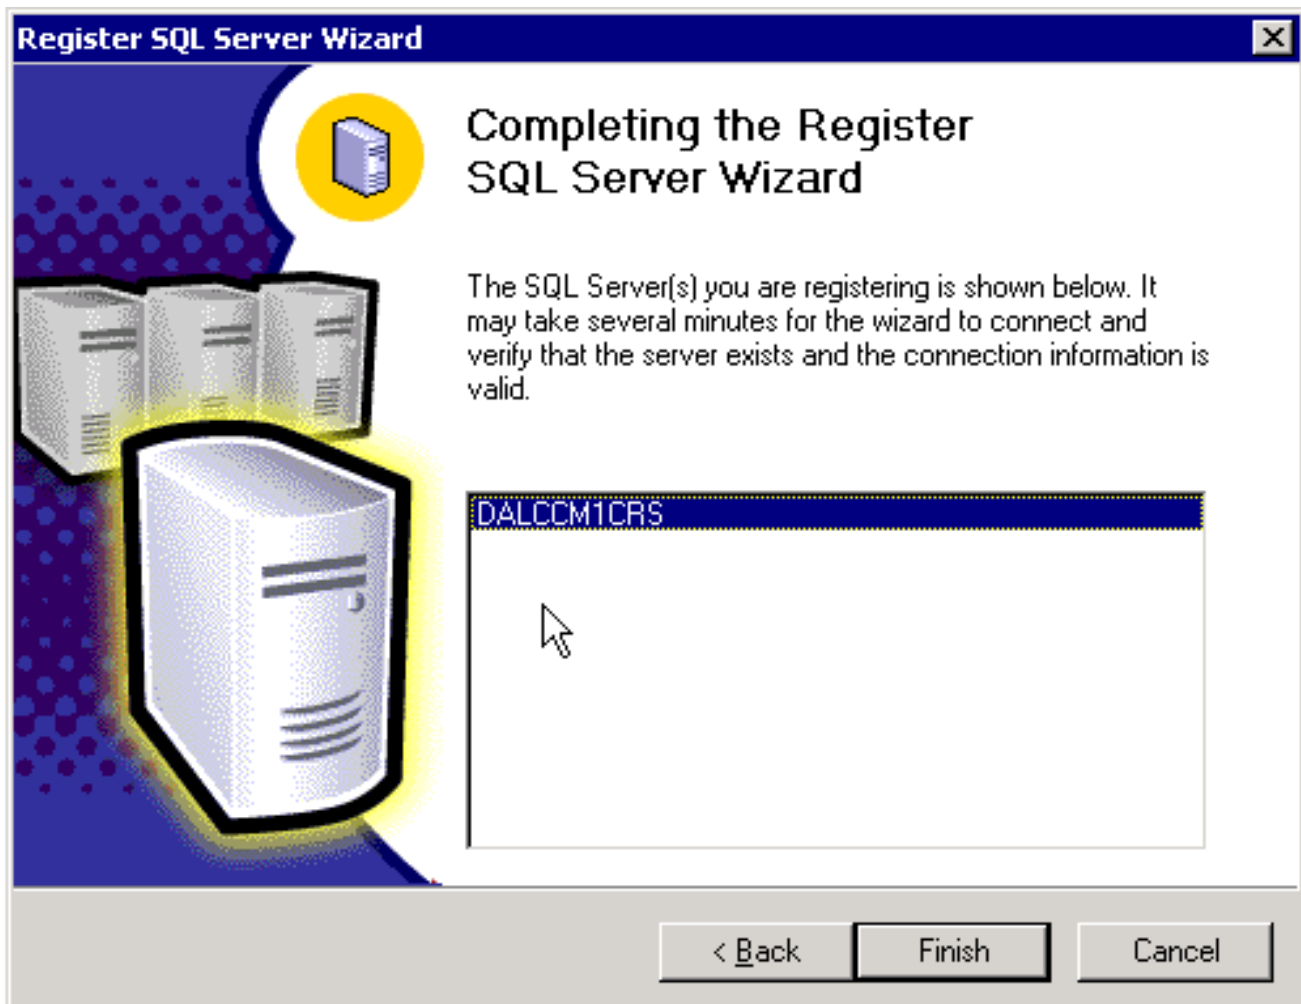 Register SQL Server Wizard
Completing the Register
SQL Server Wizard
The SQL Server(s) you are registering is shown below. It
may take several minutes for the wizard to connect and
verify that the server exists and the connection information is
valid.
DALCCM1CRS
< Back
Finish
Cancel